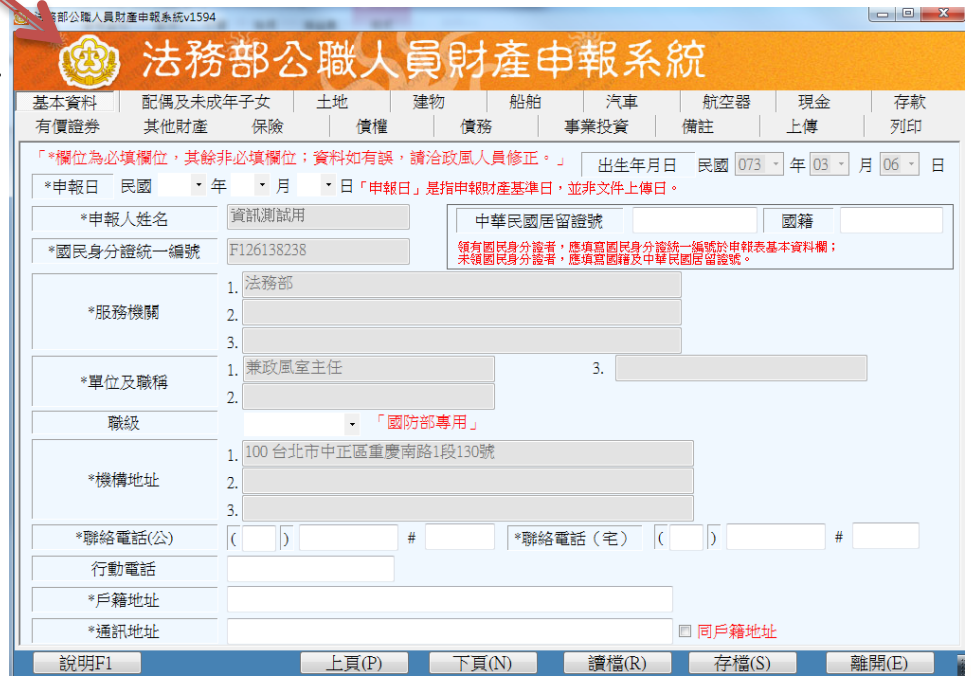 法務部公職人員財產申報系統v1594
法務部公職人員財產申報系統
基本資料 配偶及未成年子女 土地 建物 船舶 汽車 航空器 現金 存款
有價證券 其他財產 保險 債權 債務 事業投資 備註 上傳 列印
「*欄位為必填欄位，其餘非必填欄位；資料如有誤，請洽政風人員修正。」 出生年月日 民國 073 年 03 月 06 日
*申報日 民國 年 月 日「申報日」是指申報財產基準日，並非文件上傳日。
*申報人姓名 資訊測試用 中華民國居留證號 國籍
*國民身分證統一編號 F126138238 領有國民身分證者，應填寫國民身分證統一編號於申報表基本資料欄；
未領國民身分證者，應填寫國籍及中華民國居留證號。
*服務機關 1. 法務部
2.
3.
*單位及職稱 1. 兼政風室主任 3.
2.
職級 「國防部專用」
*機構地址 1. 100 台北市中正區重慶南路1段130號
2.
3.
*聯絡電話(公) ( ) # *聯絡電話（宅） ( ) #
行動電話
*戶籍地址
*通訊地址 同戶籍地址
說明F1 上頁(P) 下頁(N) 讀檔(R) 存檔(S) 離開(E)